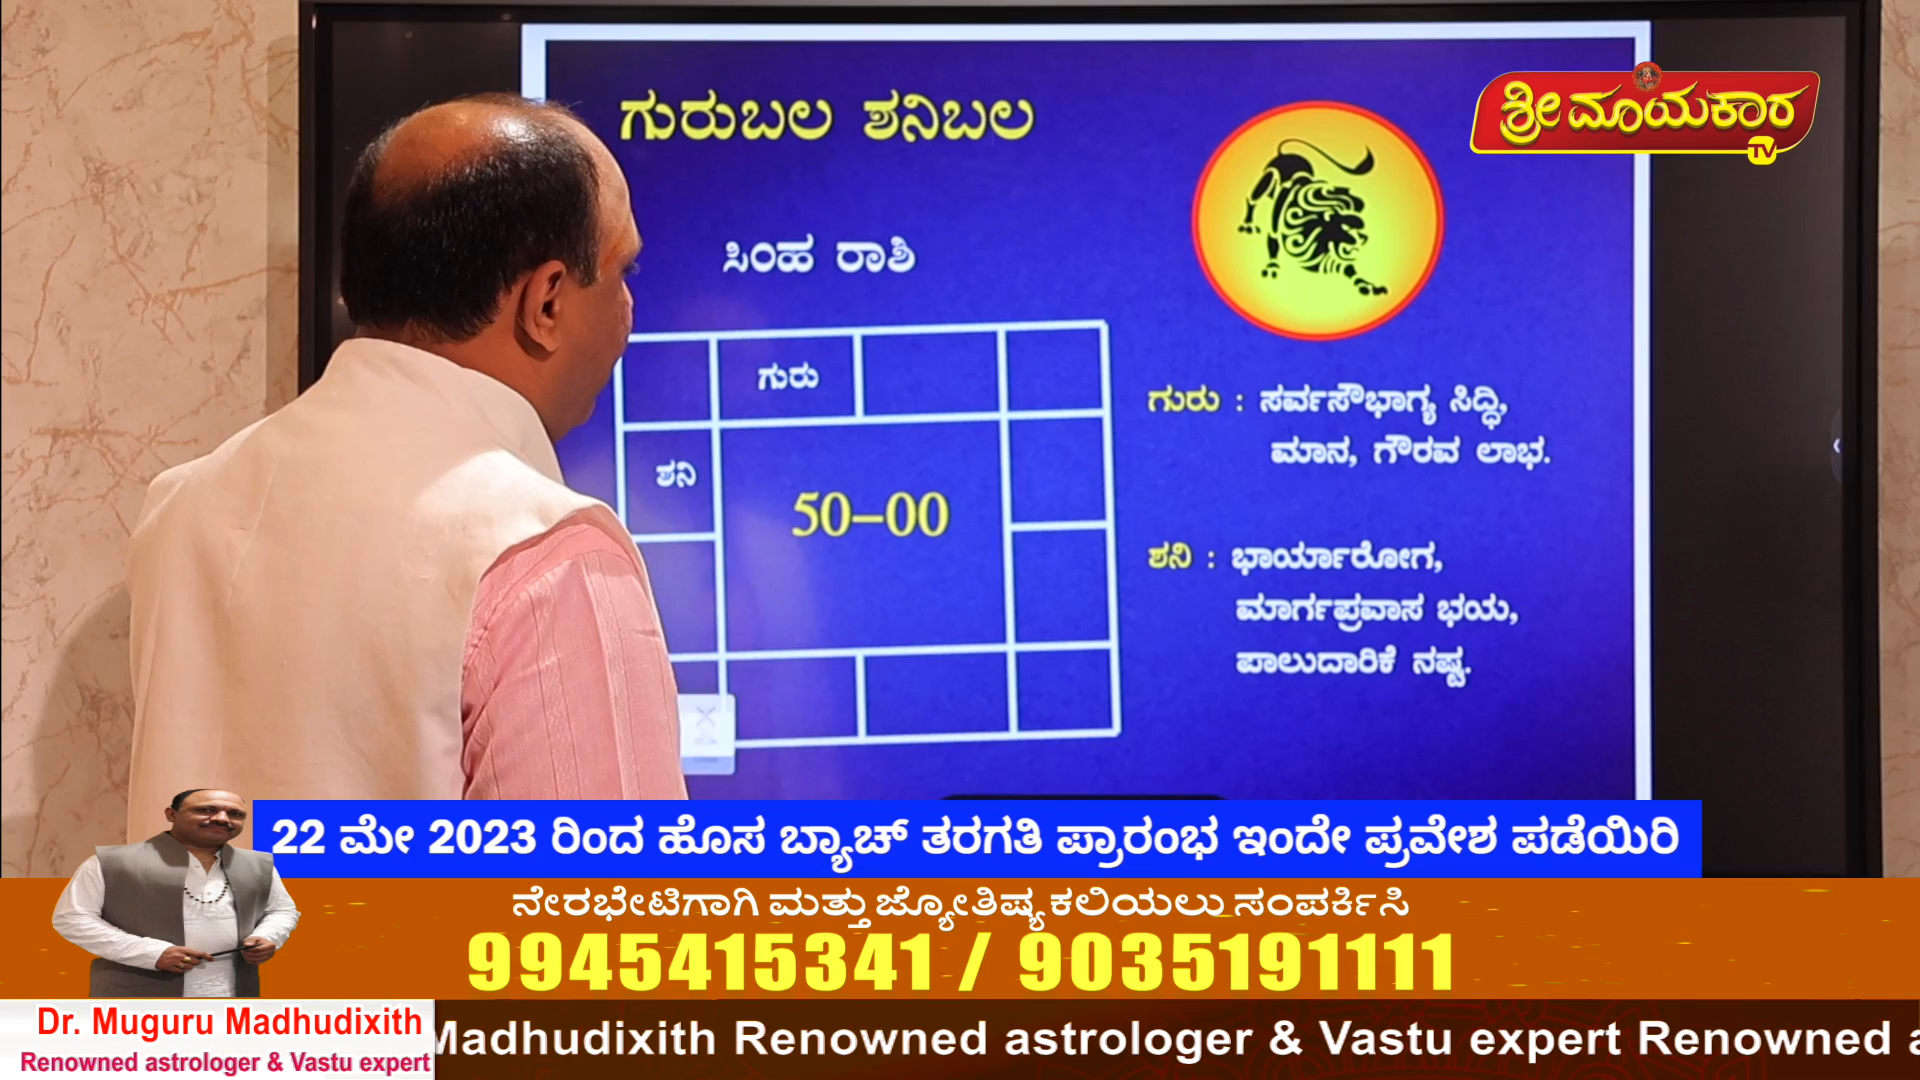 ಗುರುಬಲ ಶನಿಬಲ
ಶ್ರೀ ಮಾಯಕಾರ
TV
ಸಿಂಹ ರಾಶಿ
ಗುರು
ಶನಿ
50-00
ಗುರು : ಸರ್ವಸೌಭಾಗ್ಯ ಸಿದ್ಧಿ,
ಮಾನ, ಗೌರವ ಲಾಭ.
ಶನಿ : ಭಾರ್ಯಾರೋಗ,
ಮಾರ್ಗಪ್ರವಾಸ ಭಯ,
ಪಾಲುದಾರಿಕೆ ನಷ್ಟ.
22 ಮೇ 2023 ರಿಂದ ಹೊಸ ಬ್ಯಾಚ್ ತರಗತಿ ಪ್ರಾರಂಭ ಇಂದೇ ಪ್ರವೇಶ ಪಡೆಯಿರಿ
ನೇರಭೇಟಿಗಾಗಿ ಮತ್ತು ಜ್ಯೋತಿಷ್ಯ ಕಲಿಯಲು ಸಂಪರ್ಕಿಸಿ
9945415341 / 9035191111
Dr. Muguru Madhudixith
Renowned astrologer & Vastu expert
Madhudixith Renowned astrologer & Vastu expert Renowned a